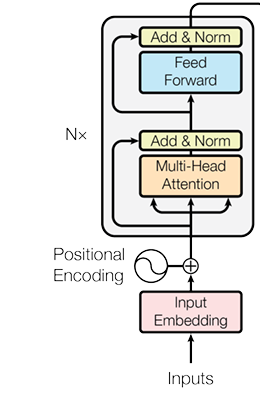 Add & Norm
Feed
Forward
N×
Add & Norm
Multi-Head
Attention
Positional
Encoding
+
Input
Embedding
Inputs